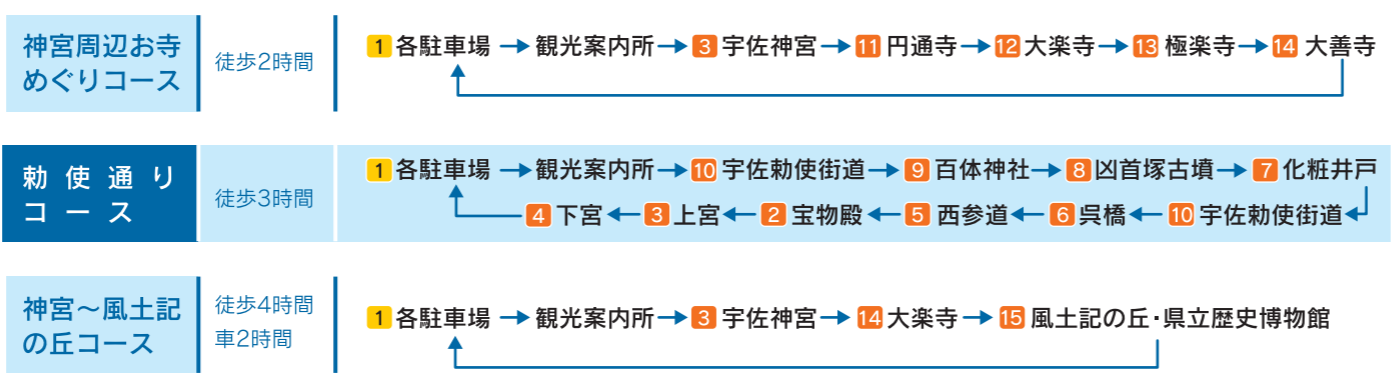 神宮周辺お寺
めぐりコース
徒歩2時間
1 各駐車場 → 観光案内所 → 3 宇佐神宮 → 11 円通寺 → 12 大楽寺 → 13 極楽寺 → 14 大善寺
勅使通り
コース
徒歩3時間
1 各駐車場 → 観光案内所 → 10 宇佐勅使街道 → 9 百体神社 → 8 凶首塚古墳 → 7 化粧井戸
4 下宮 ← 3 上宮 ← 2 宝物殿 ← 5 西参道 ← 6 呉橋 ← 10 宇佐勅使街道
神宮～風土記
の丘コース
徒歩4時間
車2時間
1 各駐車場 → 観光案内所 → 3 宇佐神宮 → 14 大楽寺 → 15 風土記の丘・県立歴史博物館